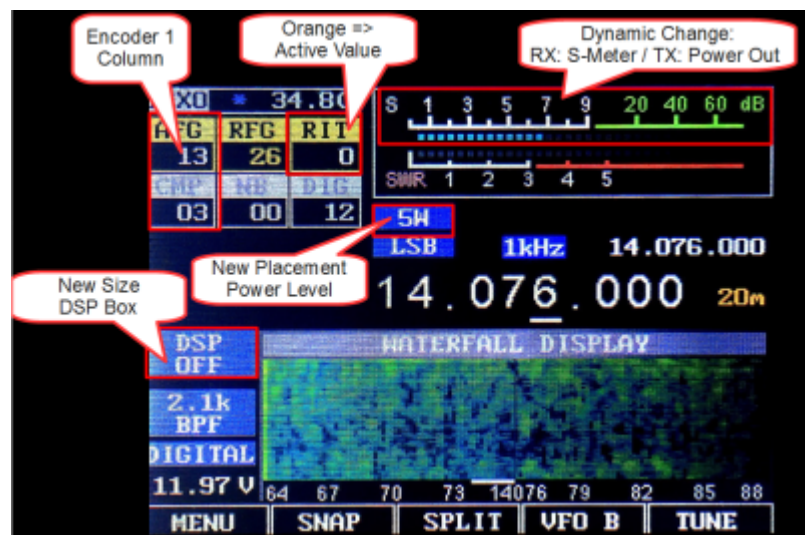 Encoder 1
Column
Orange =>
Active Value
Dynamic Change:
RX: S-Meter / TX: Power Out
34.80
S 1 3 5 7 9 20 40 60 dB
AFG RFG RIT
13 26 0
SWR 1 2 3 4 5
CMP NB DIG
03 00 12
5W
LSB 1kHz 14.076.000
New Placement
Power Level
14.076.000 20m
New Size
DSP Box
DSP
OFF
WATERFALL DISPLAY
2.1k
BPF
DIGITAL
11.97 V
64 67 70 73 14076 79 82 85 88
MENU SNAP SPLIT VFO B TUNE